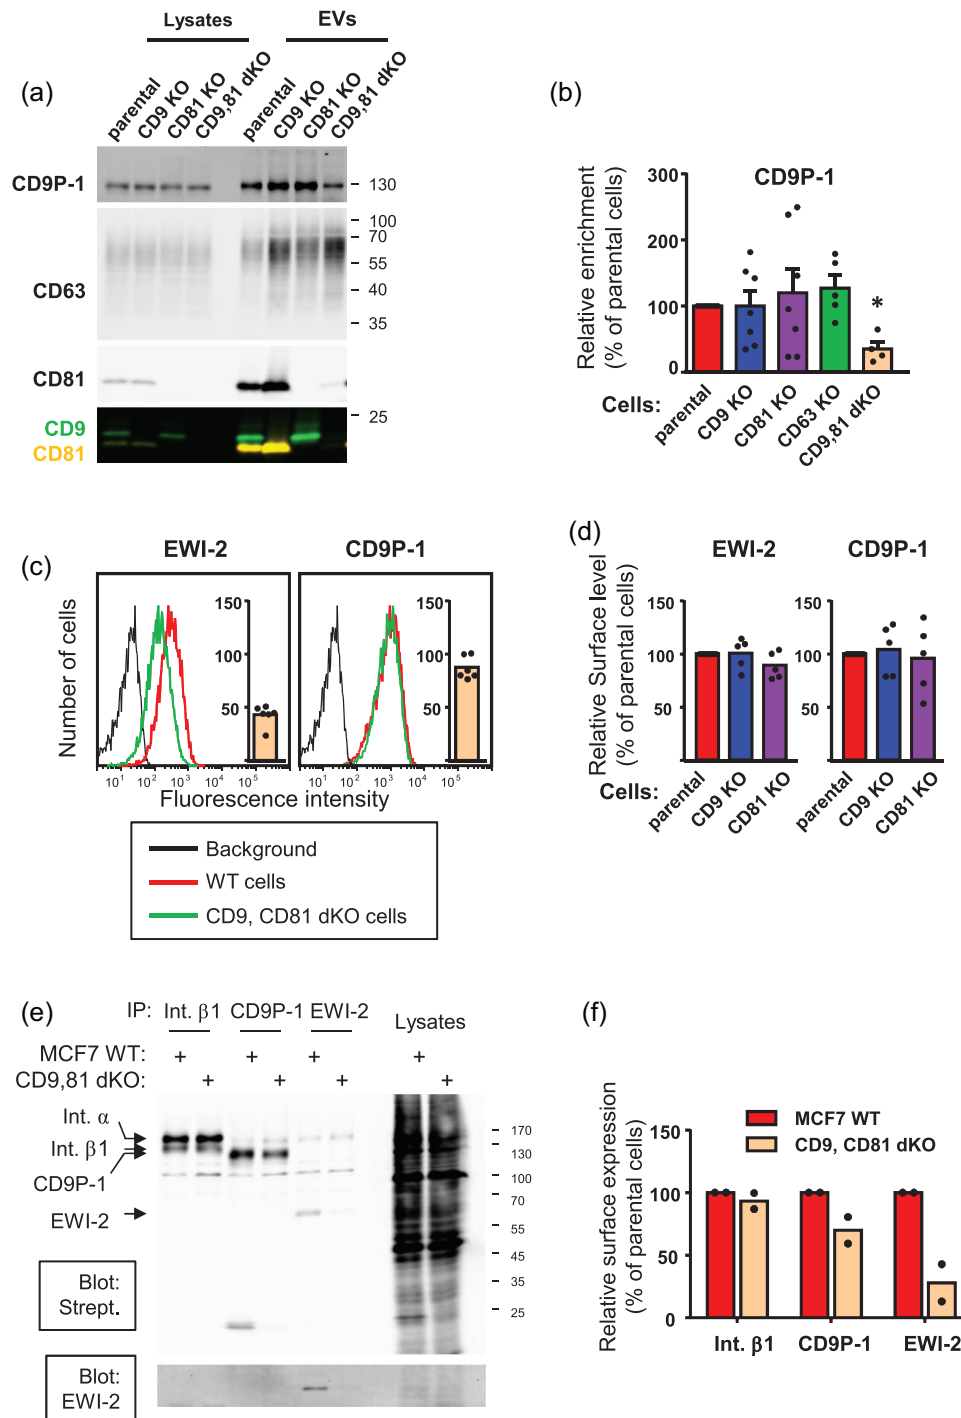 Lysates EVs
(a)
parental CD9 KO CD81 KO CD9,81 dKO parental CD9 KO CD81 KO CD9,81 dKO
CD9P-1
130
100
70
CD63
55
40
35
CD81
25
CD9
CD81
(b)
CD9P-1
Relative enrichment
(% of parental cells)
300
200
100
0
*
Cells: parental CD9 KO CD81 KO CD63 KO CD9,81 dKO
(c)
EWI-2 CD9P-1
Number of cells
150 150
100 100
50 50
10¹ 10² 10³ 10⁴ 10⁵ 10¹ 10² 10³ 10⁴ 10⁵
Fluorescence intensity
Background
WT cells
CD9, CD81 dKO cells
(d)
EWI-2 CD9P-1
Relative Surface level
(% of parental cells)
150 150
100 100
50 50
Cells: parental CD9 KO CD81 KO parental CD9 KO CD81 KO
(e)
IP: Int. β1 CD9P-1 EWI-2 Lysates
MCF7 WT: + + + +
CD9,81 dKO: + + + +
Int. α
Int. β1
CD9P-1
EWI-2
170
130
100
70
55
45
35
25
Blot:
Strept.
Blot:
EWI-2
(f)
MCF7 WT
CD9, CD81 dKO
Relative surface expression
(% of parental cells)
150
100
50
0
Int. β1 CD9P-1 EWI-2